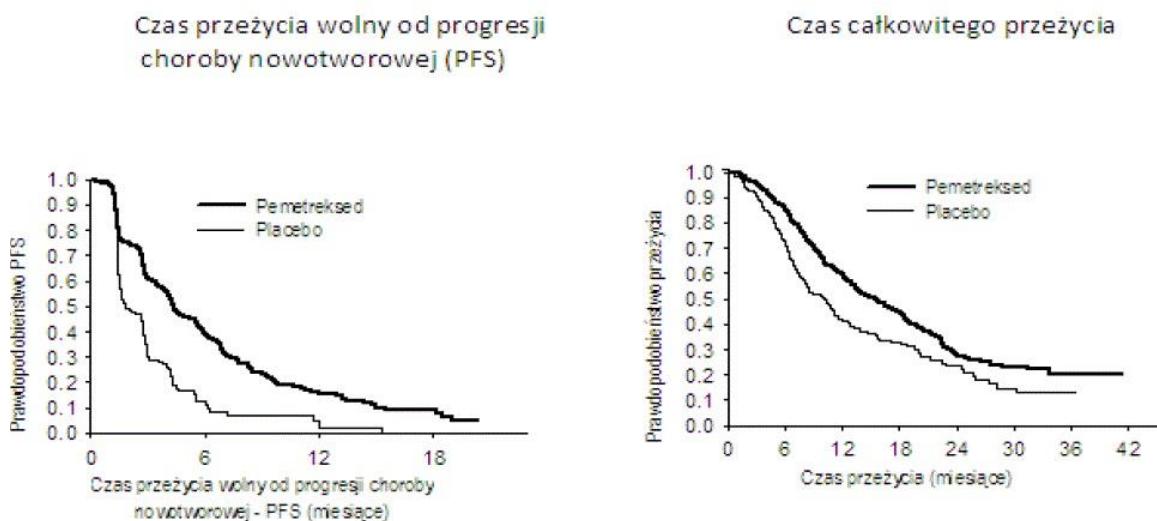 Czas przeżycia wolny od progresji
choroby nowotworowej (PFS)
Prawdopodobieństwo PFS
1.0
0.9
0.8
0.7
0.6
0.5
0.4
0.3
0.2
0.1
0.0
Pemetreksed
Placebo
0 6 12 18
Czas przeżycia wolny od progresji choroby
nowotworowej - PFS (miesiące)
Czas całkowitego przeżycia
Prawdopodobieństwo przeżycia
1.0
0.9
0.8
0.7
0.6
0.5
0.4
0.3
0.2
0.1
0.0
Pemetreksed
Placebo
0 6 12 18 24 30 36 42
Czas przeżycia (miesiące)